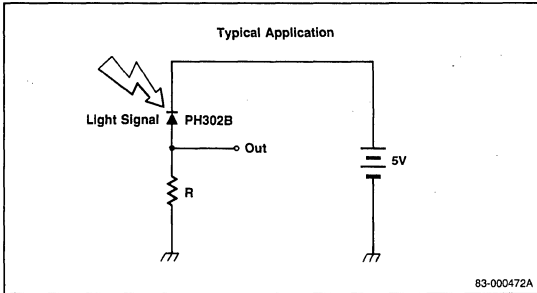 Typical Application
Light Signal
PH302B
Out
5V
R
83-000472A